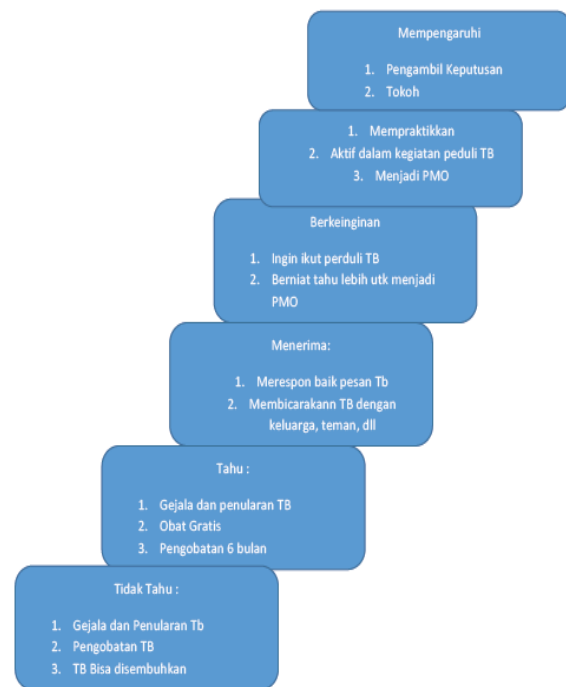 Mempengaruhi
1. Pengambil Keputusan
2. Tokoh
1. Mempraktikkan
2. Aktif dalam kegiatan peduli TB
3. Menjadi PMO
Berkeinginan
1. Ingin ikut perduli TB
2. Berniat tahu lebih utk menjadi
PMO
Menerima:
1. Merespon baik pesan Tb
2. Membicarakann TB dengan
keluarga, teman, dll
Tahu :
1. Gejala dan penularan TB
2. Obat Gratis
3. Pengobatan 6 bulan
Tidak Tahu :
1. Gejala dan Penularan Tb
2. Pengobatan TB
3. TB Bisa disembuhkan